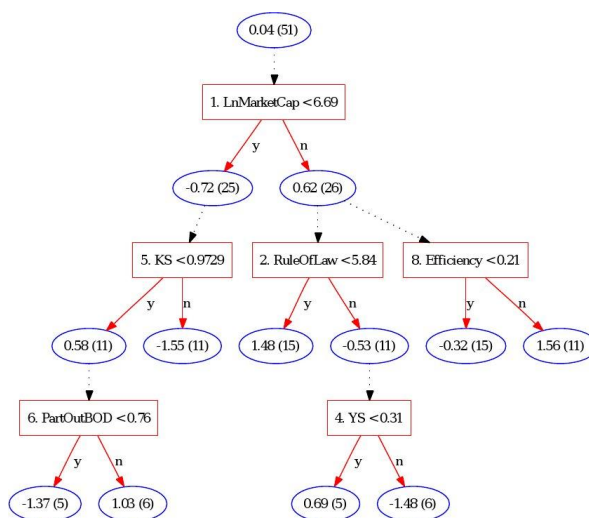 0.04 (51)
1. LnMarketCap <6.69
y
n
-0.72 (25)
0.62 (26)
5. KS <0.9729
2. RuleOfLaw <5.84
8. Efficiency <0.21
y
n
y
n
y
n
0.58 (11)
-1.55 (11)
1.48 (15)
-0.53 (11)
-0.32 (15)
1.56 (11)
6. PartOutBOD <0.76
4. YS <0.31
y
n
y
n
-1.37 (5)
1.03 (6)
0.69 (5)
-1.48 (6)